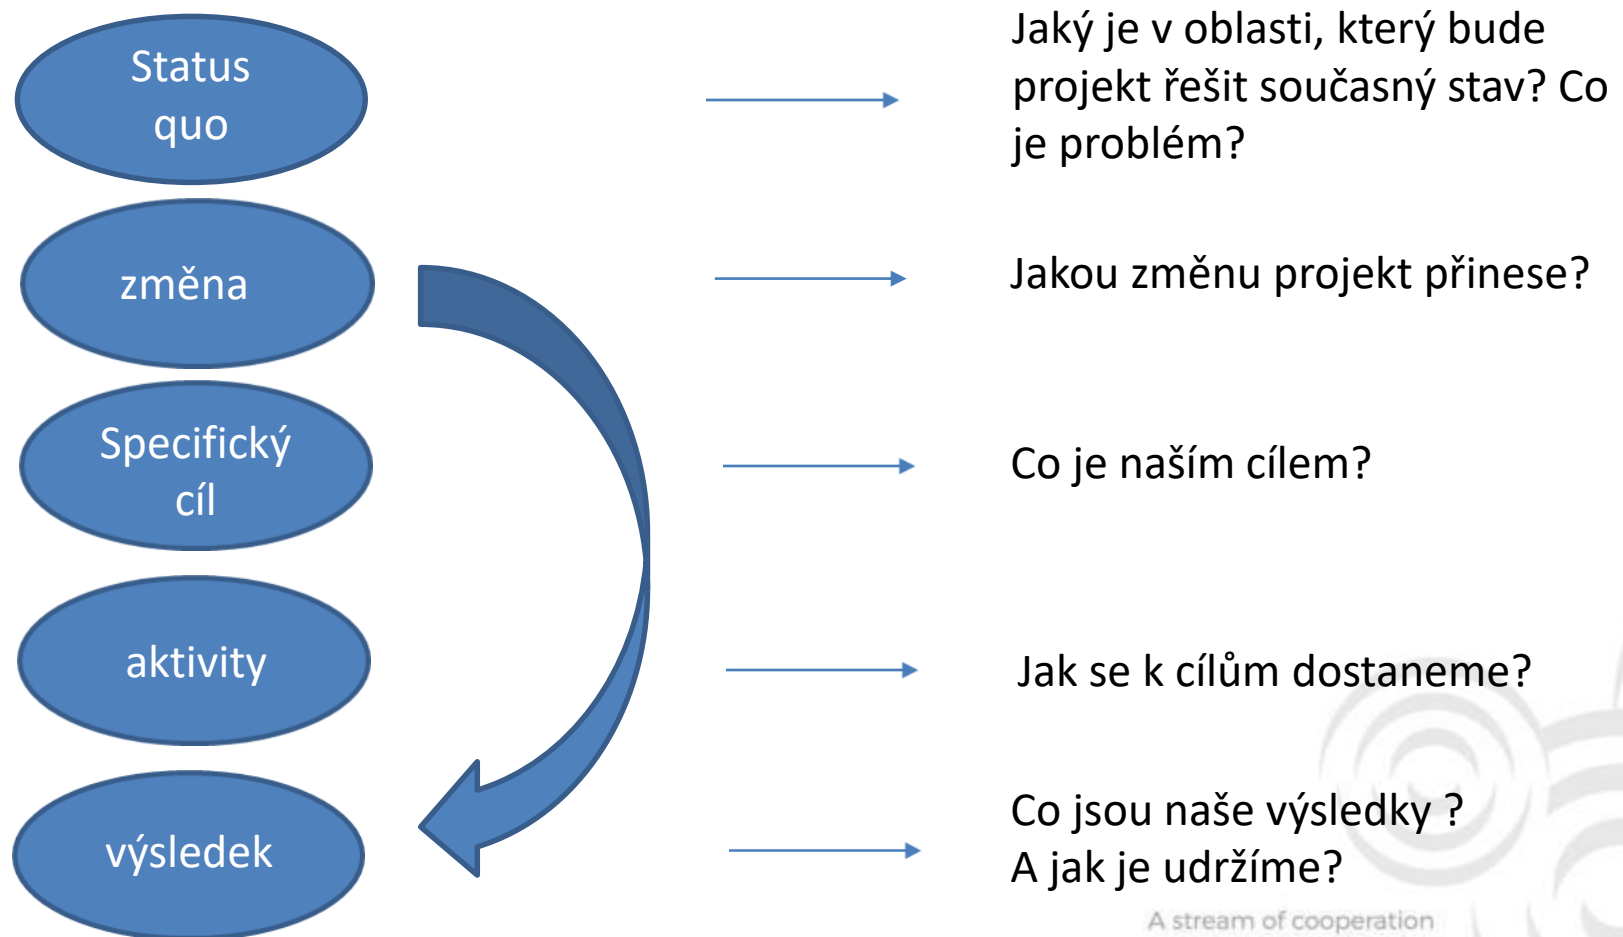 Status
quo
Jaký je v oblasti, který bude
projekt řešit současný stav? Co
je problém?
změna
Jakou změnu projekt přinese?
Specifický
cíl
Co je naším cílem?
aktivity
Jak se k cílům dostaneme?
výsledek
Co jsou naše výsledky ?
A jak je udržíme?
A stream of cooperation